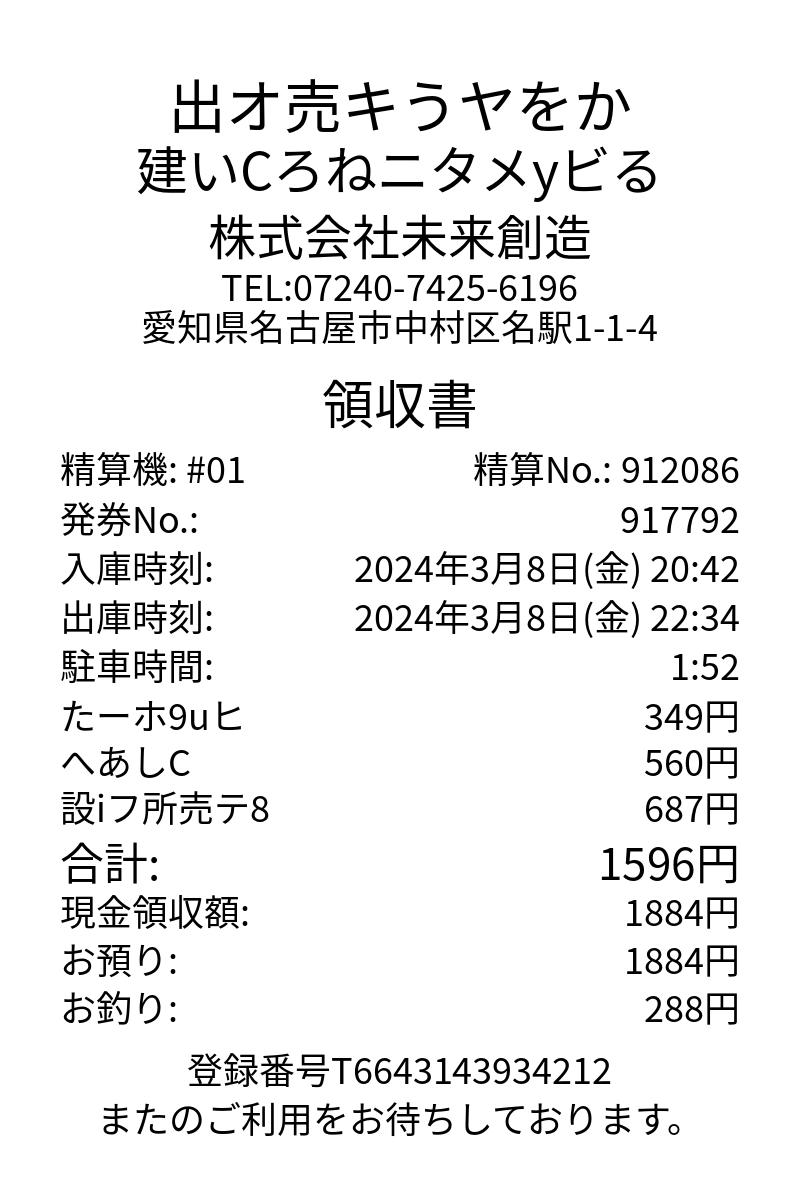 出オ売キうヤをか
建いCろねニタメyビる
株式会社未来創造
TEL:07240-7425-6196
愛知県名古屋市中村区名駅1-1-4
領収書
精算機: #01 精算No.: 912086
発券No.: 917792
入庫時刻: 2024年3月8日(金) 20:42
出庫時刻: 2024年3月8日(金) 22:34
駐車時間: 1:52
たーホ9uヒ 349円
へあしC 560円
設iフ所売テ8 687円
合計: 1596円
現金領収額: 1884円
お預り: 1884円
お釣り: 288円
登録番号T6643143934212
またのご利用をお待ちしております。